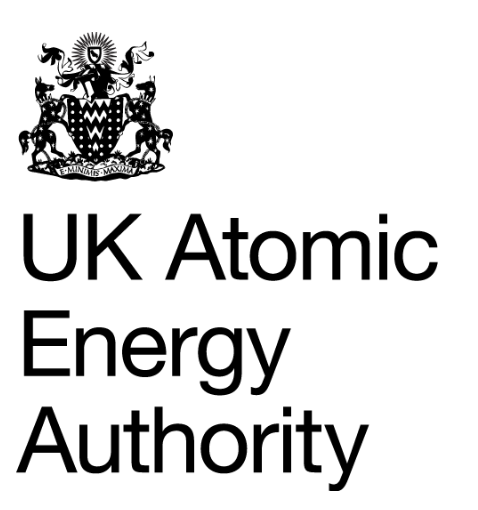 E·MINIMIS·MAXIMA
UK Atomic
Energy
Authority